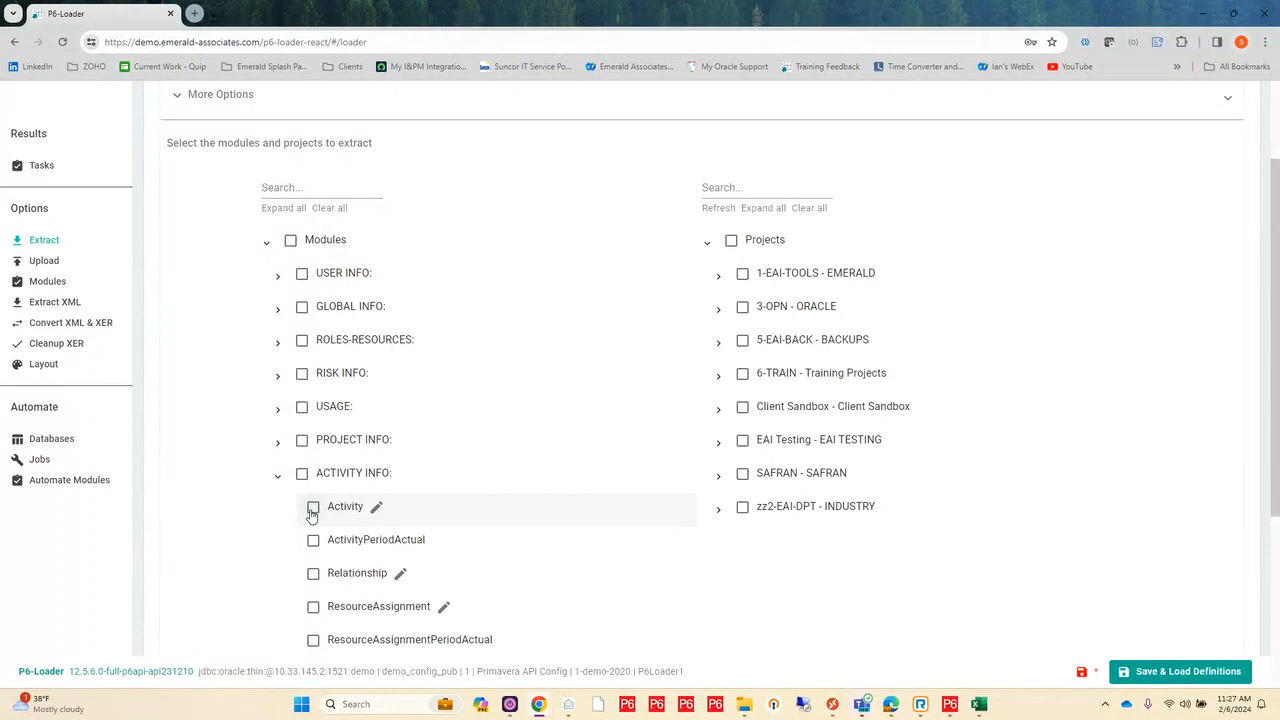 P6-Loader
https://demo.emerald-associates.com/p6-loader-react/#/loader
LinkedIn
ZOHO
Current Work - Quip
Emerald Splash Pa...
Clients
My I&PM Integratio...
Suncor IT Service Po...
Emerald Associates...
My Oracle Support
Training Feedback
Time Converter and...
Ian's WebEx
YouTube
All Bookmarks
Results
Tasks
Options
Extract
Upload
Modules
Extract XML
Convert XML & XER
Cleanup XER
Layout
Automate
Databases
Jobs
Automate Modules
More Options
Select the modules and projects to extract
Search...
Expand all Clear all
Modules
USER INFO:
GLOBAL INFO:
ROLES-RESOURCES:
RISK INFO:
USAGE:
PROJECT INFO:
ACTIVITY INFO:
Activity
ActivityPeriodActual
Relationship
ResourceAssignment
ResourceAssignmentPeriodActual
Search...
Refresh Expand all Clear all
Projects
1-EAI-TOOLS - EMERALD
3-OPN - ORACLE
5-EAI-BACK - BACKUPS
6-TRAIN - Training Projects
Client Sandbox - Client Sandbox
EAI Testing - EAI TESTING
SAFRAN - SAFRAN
zz2-EAI-DPT - INDUSTRY
P6-Loader 12.5.6.0-full-p6api-api231210 jdbc:oracle:thin:@10.33.145.2:1521:demo | demo_config_pub | 1 | Primavera API Config | 1-demo-2020 | P6Loader1
* Save & Load Definitions
1
38°F
Mostly cloudy
Search
P6
P6
P6
P6
P6
11:27 AM
2/6/2024